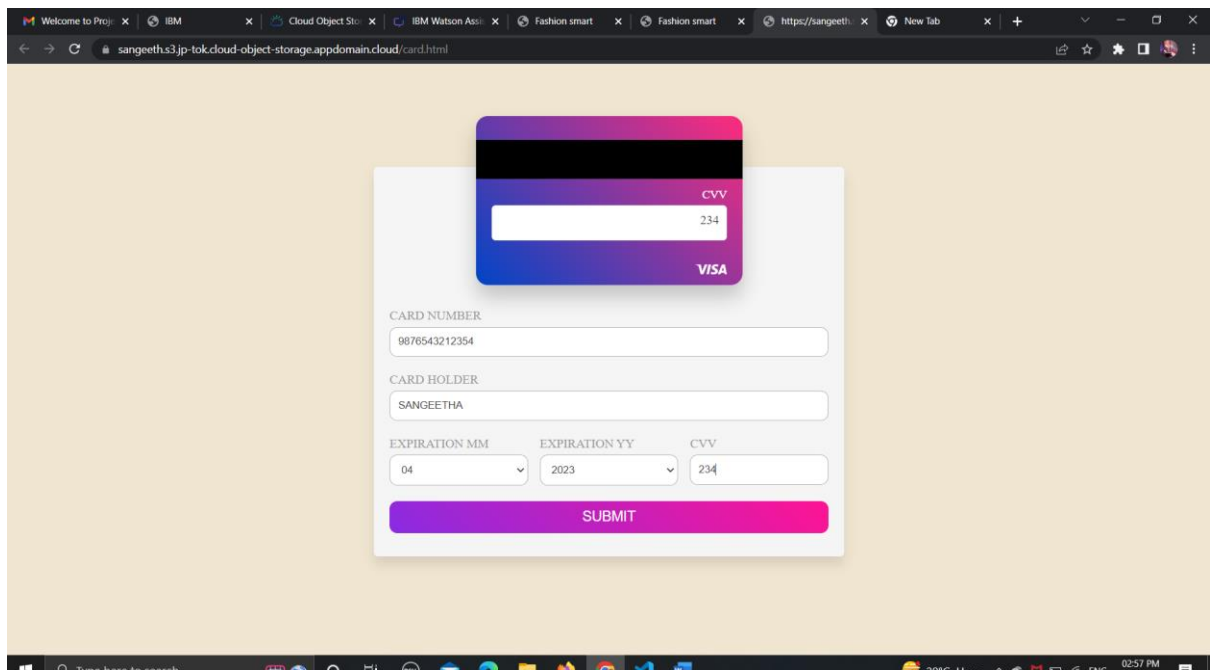 Welcome to Proje
IBM
Cloud Object Sto
IBM Watson Assi
Fashion smart
Fashion smart
https://sangeeth.
New Tab
sangeeth.s3.jp-tok.cloud-object-storage.appdomain.cloud/card.html
CVV
234
VISA
CARD NUMBER
9876543212354
CARD HOLDER
SANGEETHA
EXPIRATION MM EXPIRATION YY CVV
04 2023 234
SUBMIT
Type here to search
ENG
02:57 PM